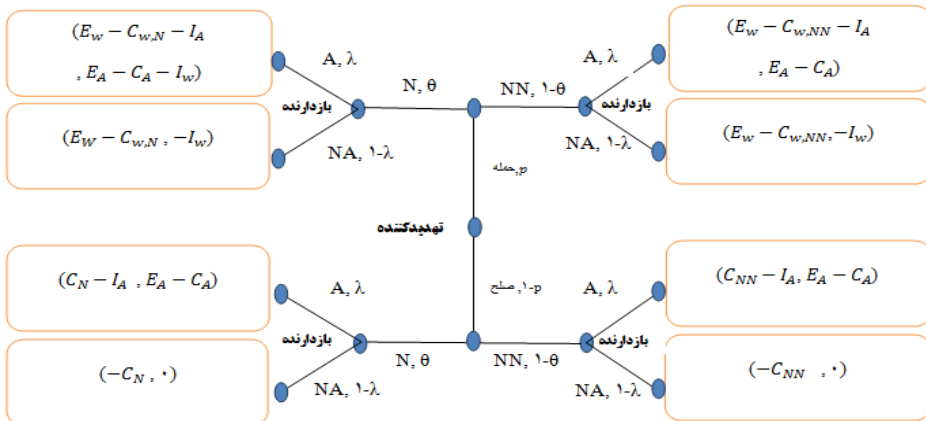 (E_w − C_{w,N} − I_A
, E_A − C_A − I_w)
A, λ
N, θ
NN, ۱-θ
A, λ
(E_w − C_{w,NN} − I_A
, E_A − C_A)
بازدارنده
بازدارنده
(E_W − C_{w,N} , −I_w)
NA, ۱-λ
NA, ۱-λ
(E_w − C_{w,NN}, −I_w)
حمله,p
تهدیدکننده
صلح ,۱-p
(C_N − I_A , E_A − C_A)
A, λ
A, λ
(C_{NN} − I_A, E_A − C_A)
بازدارنده
بازدارنده
N, θ
NN, ۱-θ
(−C_N , ۰)
NA, ۱-λ
NA, ۱-λ
(−C_{NN} , ۰)